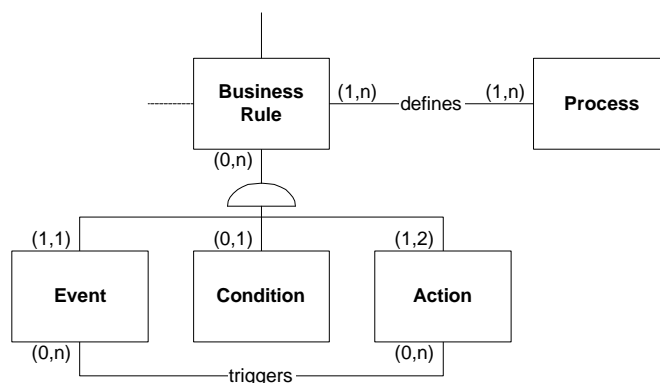 Business
Rule
(1,n)
defines
(1,n)
Process
(0,n)
(1,1)
(0,1)
(1,2)
Event
Condition
Action
(0,n)
(0,n)
triggers